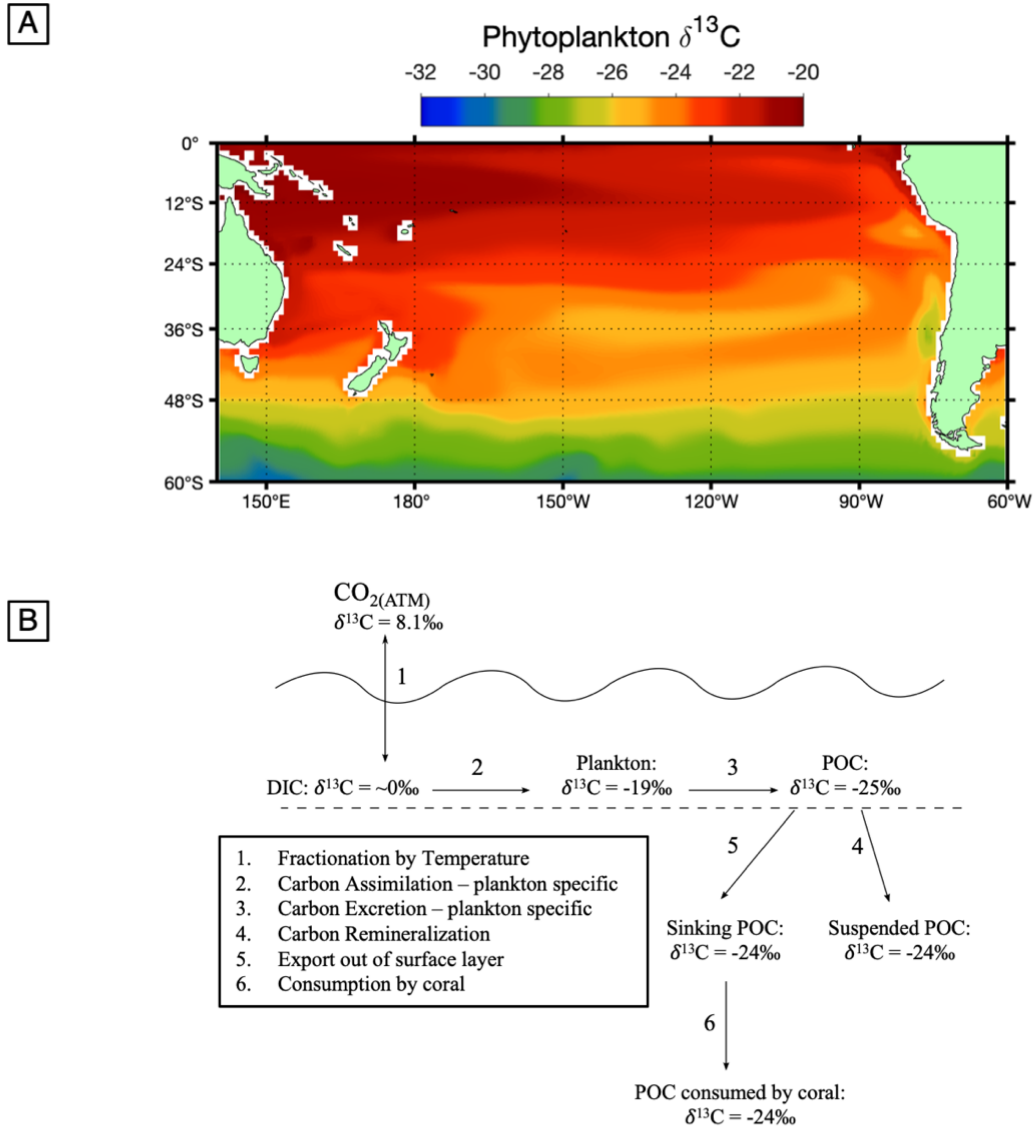 A
Phytoplankton δ¹³C
-32 -30 -28 -26 -24 -22 -20
0°
12°S
24°S
36°S
48°S
60°S
150°E 180° 150°W 120°W 90°W 60°W
B
CO₂(ATM)
δ¹³C = 8.1‰
1
DIC: δ¹³C = ~0‰
2
Plankton:
δ¹³C = -19‰
3
POC:
δ¹³C = -25‰
5
4
1. Fractionation by Temperature
2. Carbon Assimilation – plankton specific
3. Carbon Excretion – plankton specific
4. Carbon Remineralization
5. Export out of surface layer
6. Consumption by coral
Sinking POC:
δ¹³C = -24‰
Suspended POC:
δ¹³C = -24‰
6
POC consumed by coral:
δ¹³C = -24‰